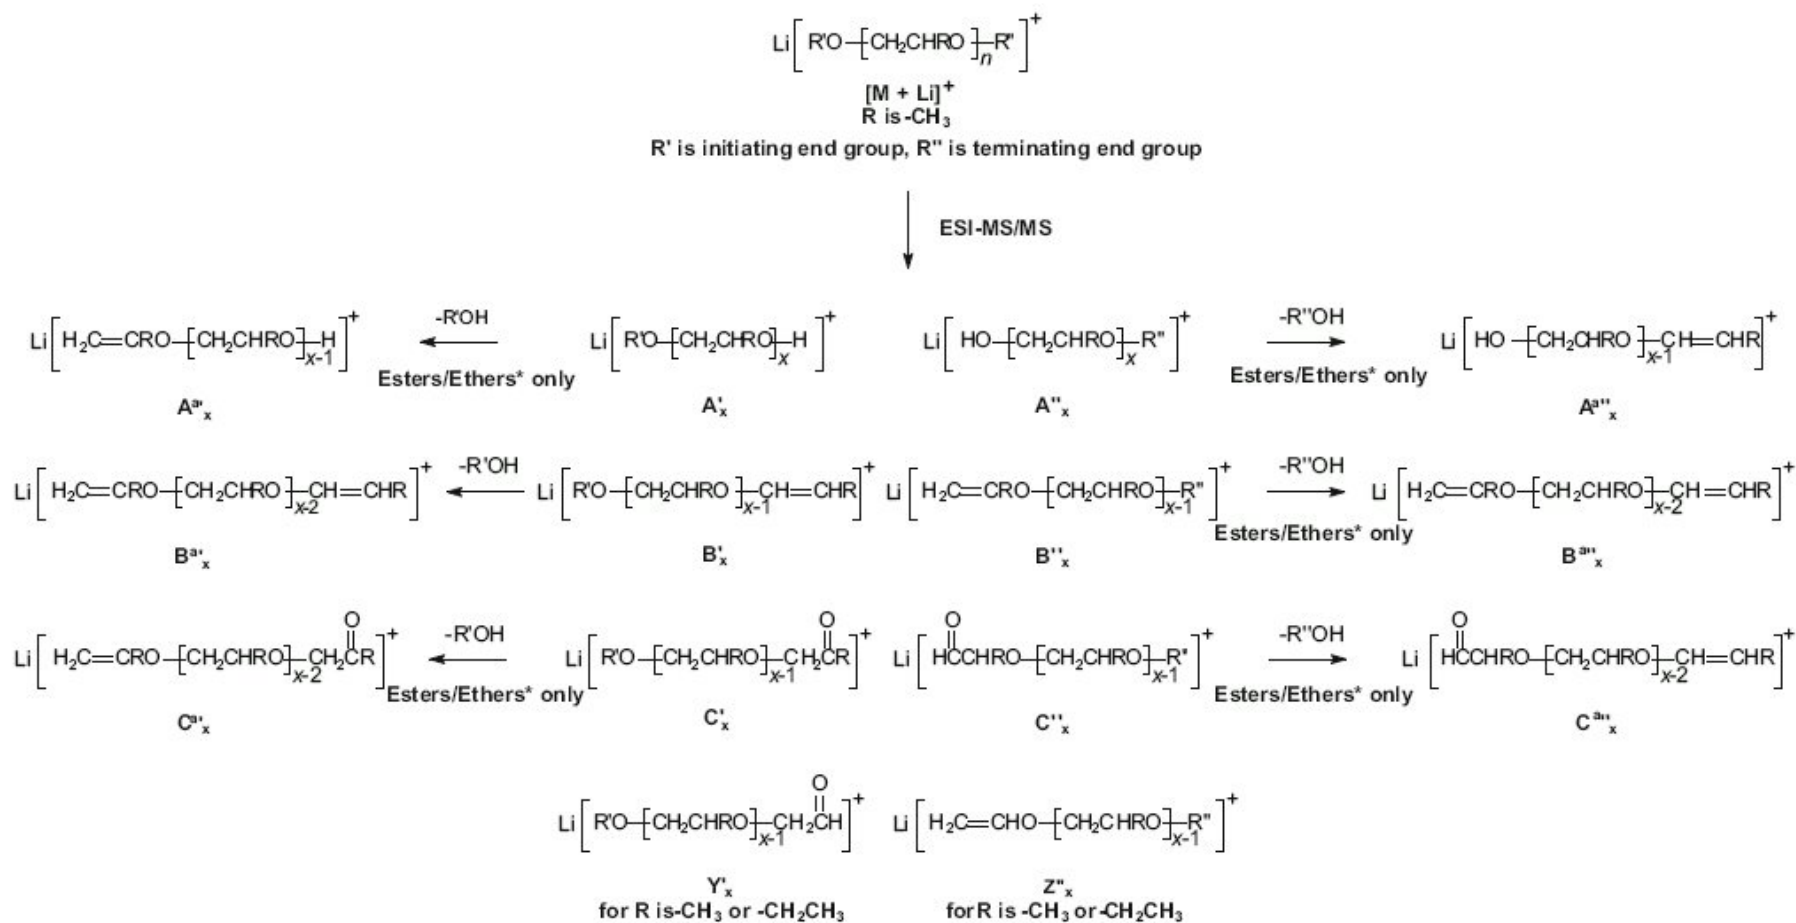 Li[ R'O-[CH₂CHRO]ₙ-R'' ]⁺
[M + Li]⁺
R is -CH₃
R' is initiating end group, R'' is terminating end group
ESI-MS/MS
Li[ H₂C=CRO-[CH₂CHRO]ₓ₋₁-H ]⁺
-R'OH
Esters/Ethers* only
Li[ R'O-[CH₂CHRO]ₓ-H ]⁺
Li[ HO-[CH₂CHRO]ₓ-R'' ]⁺
-R''OH
Esters/Ethers* only
Li[ HO-[CH₂CHRO]ₓ₋₁-CH=CHR ]⁺
Aᵃ'ₓ
A'ₓ
A''ₓ
Aᵃ''ₓ
Li[ H₂C=CRO-[CH₂CHRO]ₓ₋₂-CH=CHR ]⁺
-R'OH
Li[ R'O-[CH₂CHRO]ₓ₋₁-CH=CHR ]⁺
Li[ H₂C=CRO-[CH₂CHRO]ₓ₋₁-R'' ]⁺
-R''OH
Esters/Ethers* only
Li[ H₂C=CRO-[CH₂CHRO]ₓ₋₂-CH=CHR ]⁺
Bᵃ'ₓ
B'ₓ
B''ₓ
Bᵃ''ₓ
Li[ H₂C=CRO-[CH₂CHRO]ₓ₋₂-CH₂C(=O)R ]⁺
-R'OH
Esters/Ethers* only
Li[ R'O-[CH₂CHRO]ₓ₋₁-CH₂C(=O)R ]⁺
Li[ HC(=O)CHRO-[CH₂CHRO]ₓ₋₁-R' ]⁺
-R''OH
Esters/Ethers* only
Li[ HC(=O)CHRO-[CH₂CHRO]ₓ₋₂-CH=CHR ]⁺
Cᵃ'ₓ
C'ₓ
C''ₓ
Cᵃ''ₓ
Li[ R'O-[CH₂CHRO]ₓ₋₁-CH₂C(=O)H ]⁺
Li[ H₂C=CHO-[CH₂CHRO]ₓ₋₁-R'' ]⁺
Y'ₓ
for R is -CH₃ or -CH₂CH₃
Z''ₓ
for R is -CH₃ or -CH₂CH₃